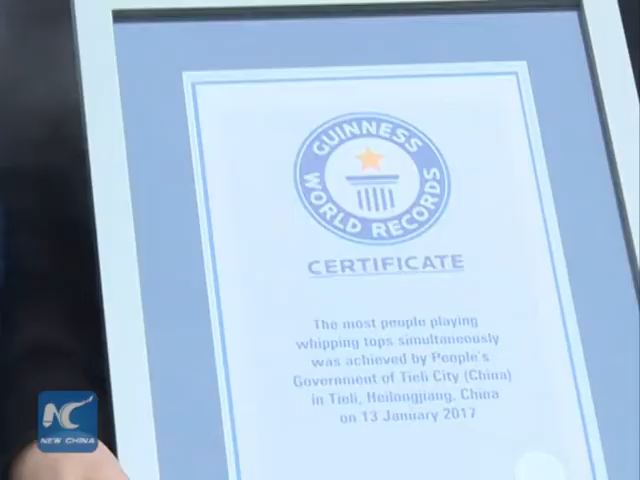 GUINNESS
WORLD RECORDS
CERTIFICATE
The most people playing
whipping tops simultaneously
was achieved by People's
Government of Tieli City (China)
in Tieli, Heilongjiang, China
on 13 January 2017
NC
NEW CHINA